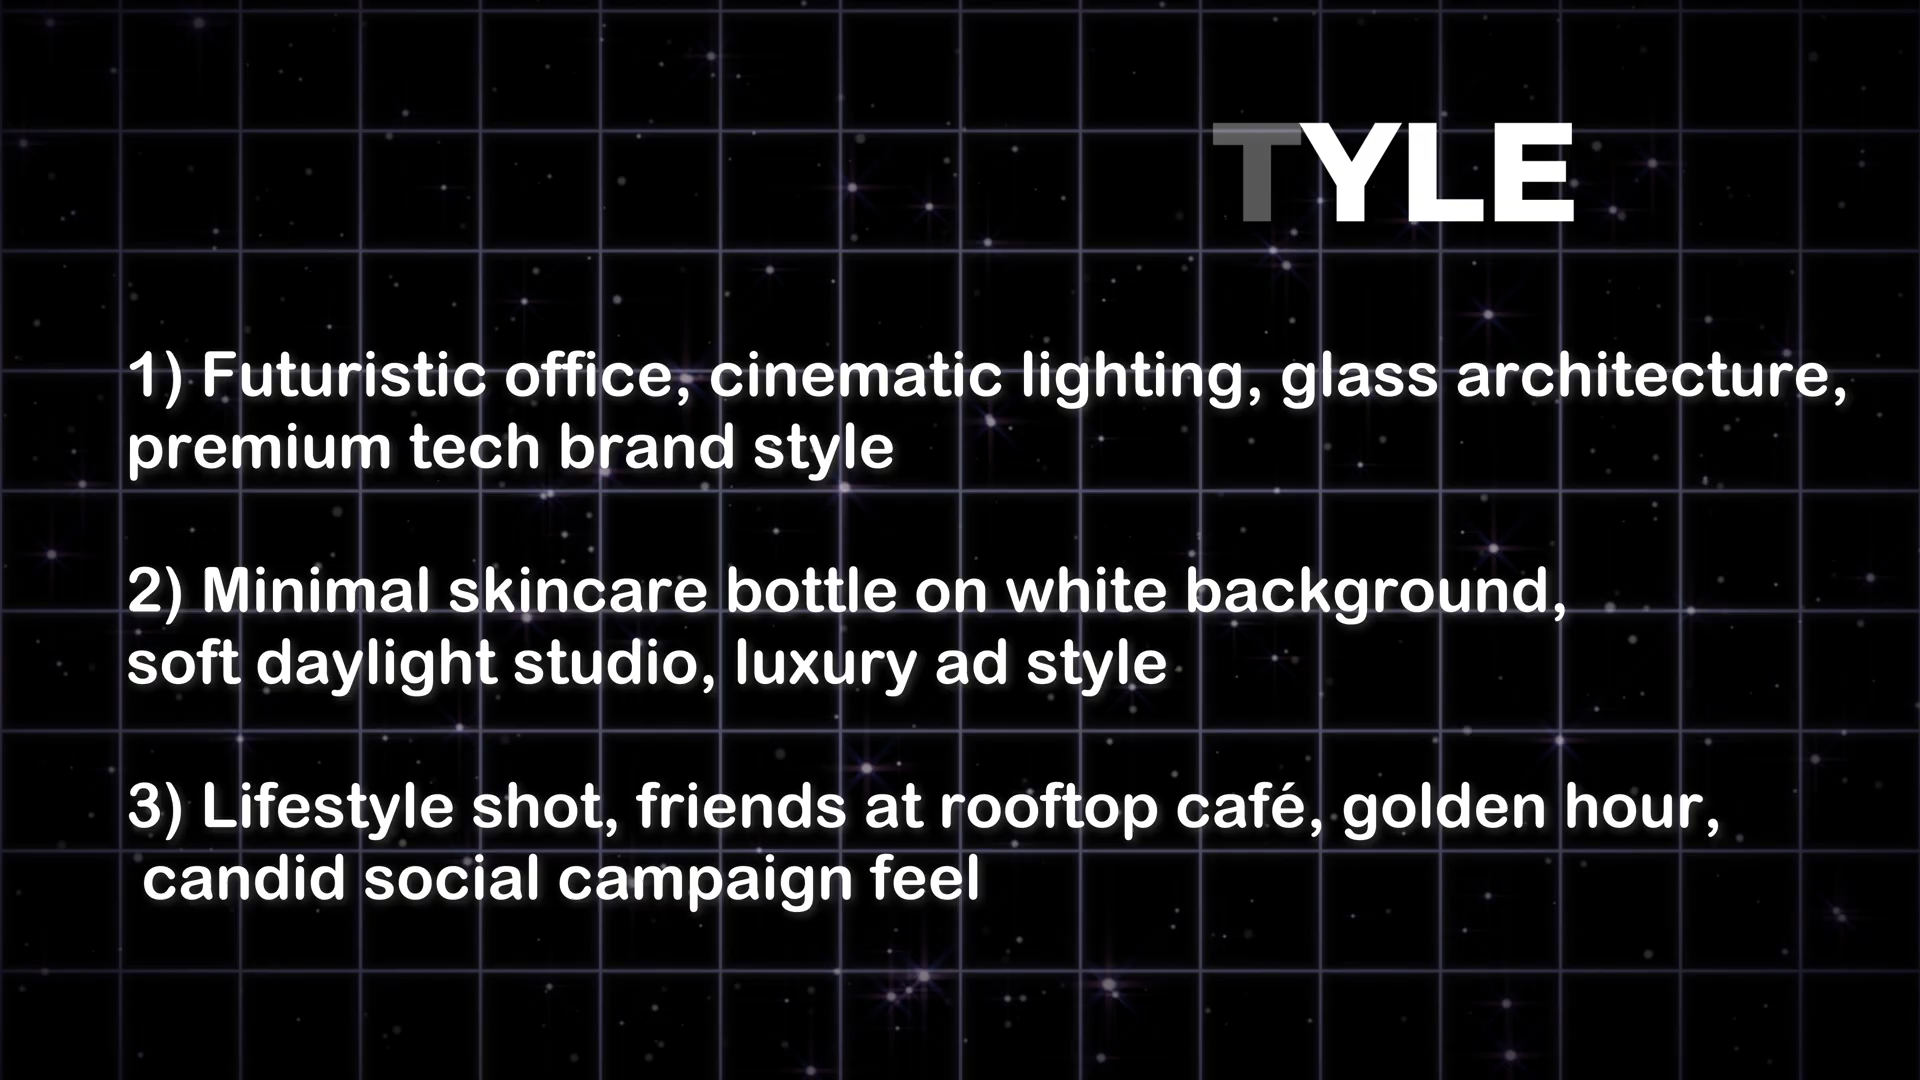 TYLE
1) Futuristic office, cinematic lighting, glass architecture,
premium tech brand style
2) Minimal skincare bottle on white background,
soft daylight studio, luxury ad style
3) Lifestyle shot, friends at rooftop café, golden hour,
candid social campaign feel